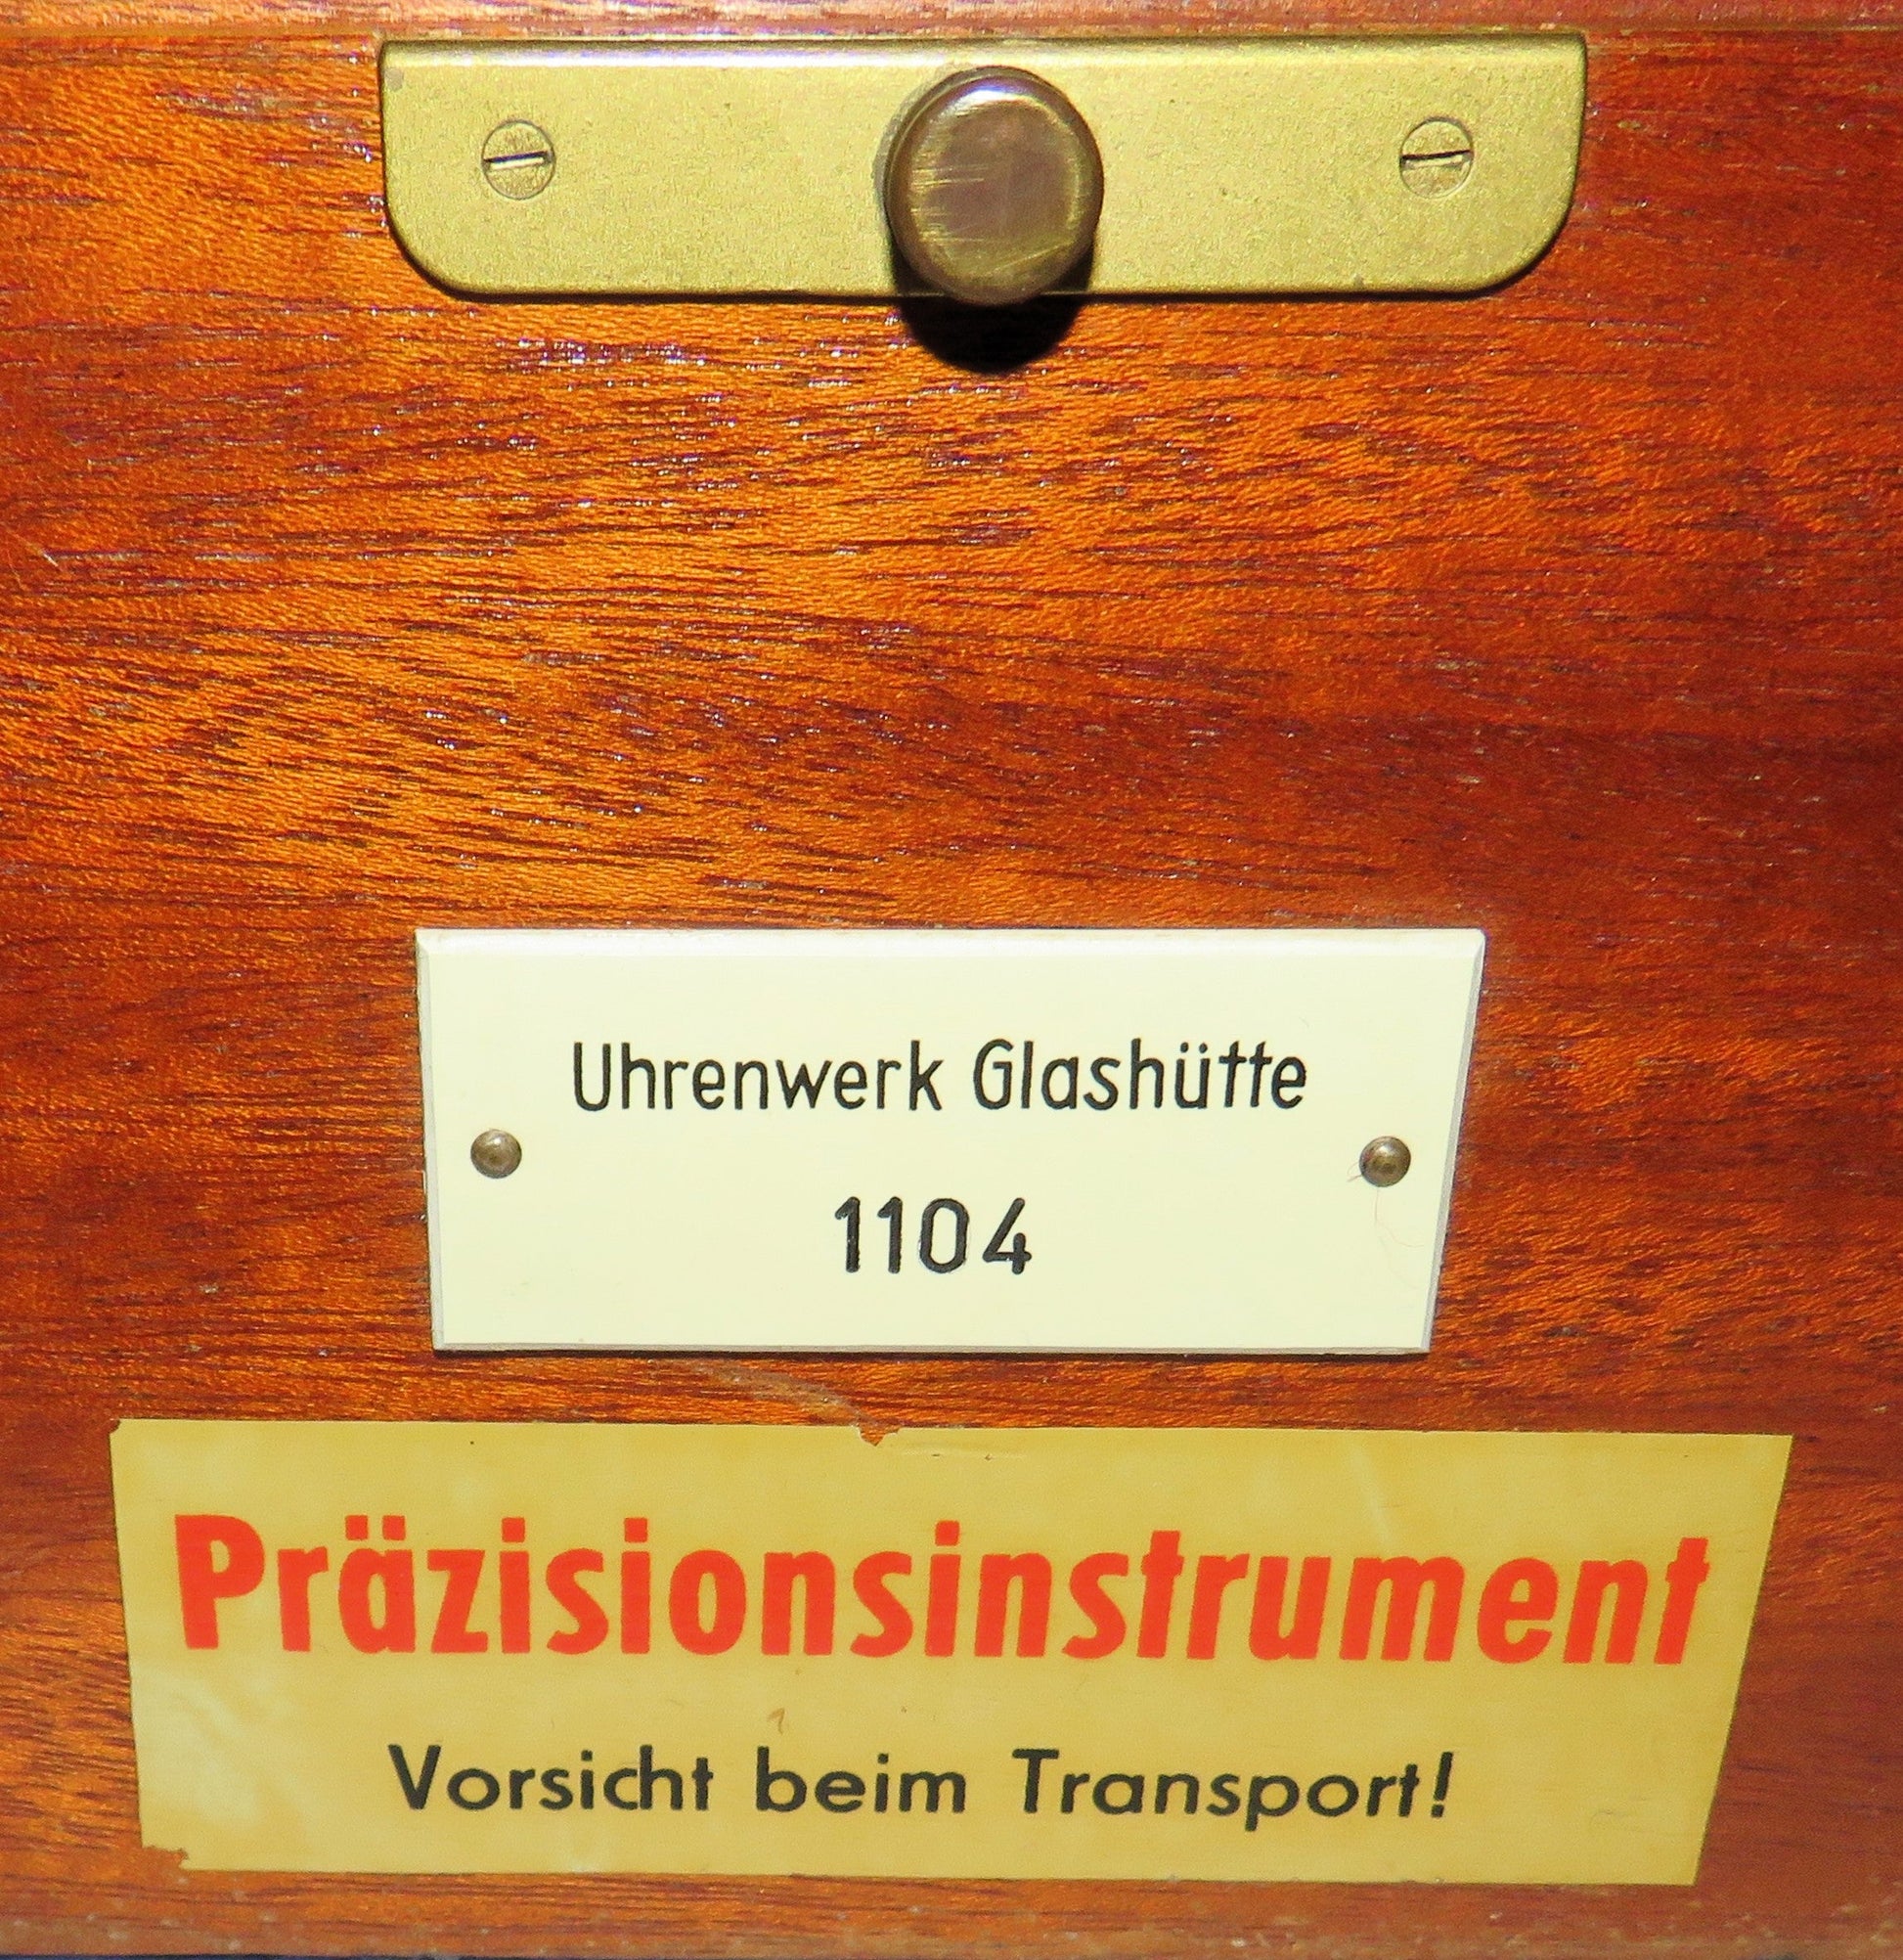 Uhrenwerk Glashütte
1104
Präzisionsinstrument
Vorsicht beim Transport!